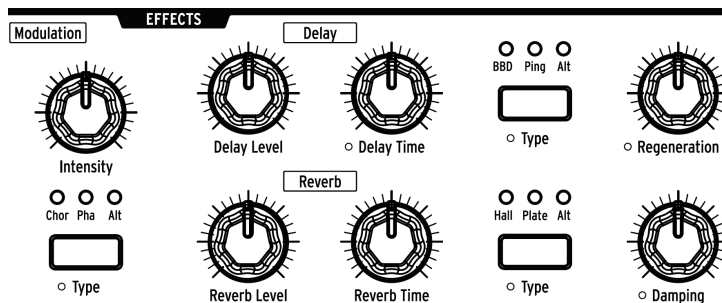 EFFECTS
Modulation
Delay
BBD Ping Alt
Delay Level
Delay Time
Type
Regeneration
Intensity
Reverb
Chor Pha Alt
Hall Plate Alt
Type
Reverb Level
Reverb Time
Type
Damping